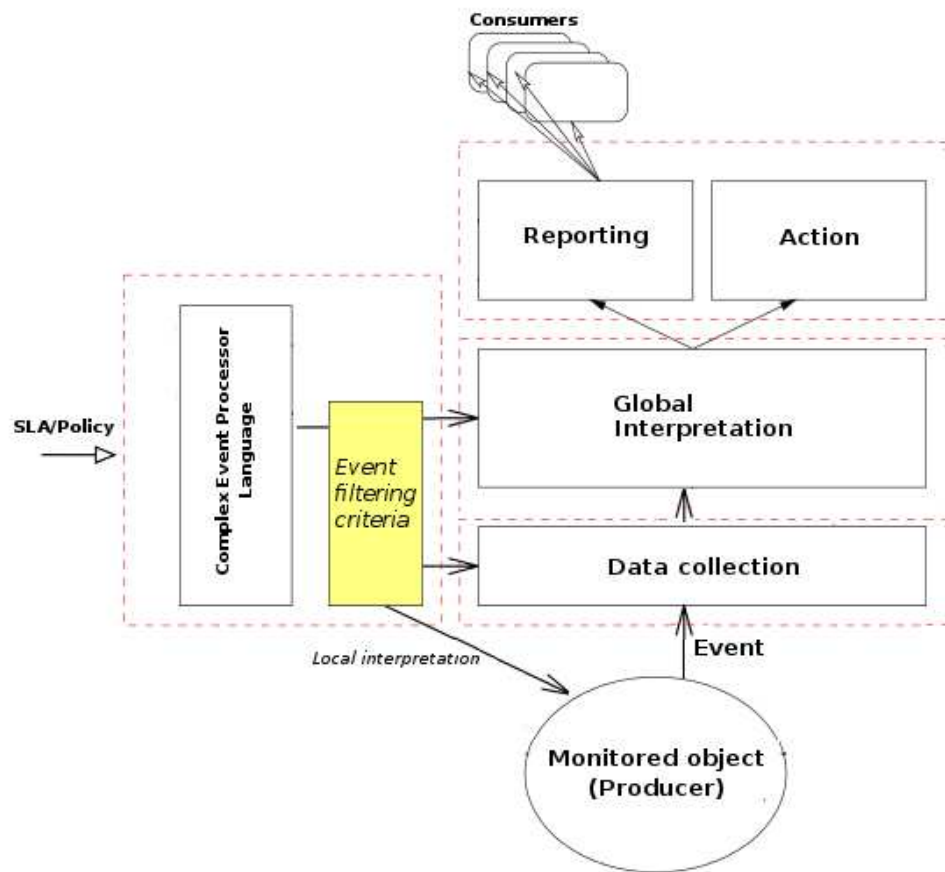 Consumers
Reporting
Action
Complex Event Processor
Language
SLA/Policy
Event
filtering
criteria
Global
Interpretation
Data collection
Local interpretation
Event
Monitored object
(Producer)